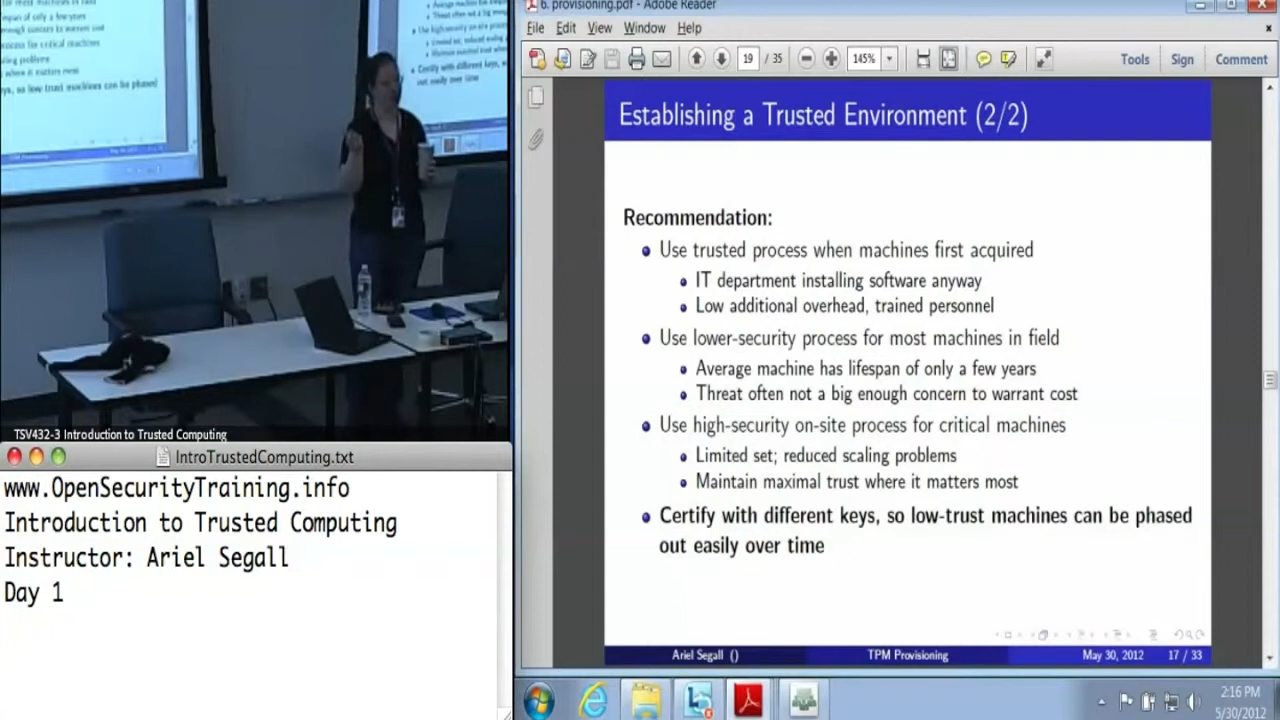 6. provisioning.pdf - Adobe Reader
File Edit View Window Help
19 / 35
145%
Tools Sign Comment
Establishing a Trusted Environment (2/2)
Recommendation:
Use trusted process when machines first acquired
IT department installing software anyway
Low additional overhead, trained personnel
Use lower-security process for most machines in field
Average machine has lifespan of only a few years
Threat often not a big enough concern to warrant cost
Use high-security on-site process for critical machines
Limited set; reduced scaling problems
Maintain maximal trust where it matters most
Certify with different keys, so low-trust machines can be phased
out easily over time
Ariel Segall () TPM Provisioning May 30, 2012 17 / 33
2:16 PM
5/30/2012
TSV432-3 Introduction to Trusted Computing
IntroTrustedComputing.txt
www.OpenSecurityTraining.info
Introduction to Trusted Computing
Instructor: Ariel Segall
Day 1